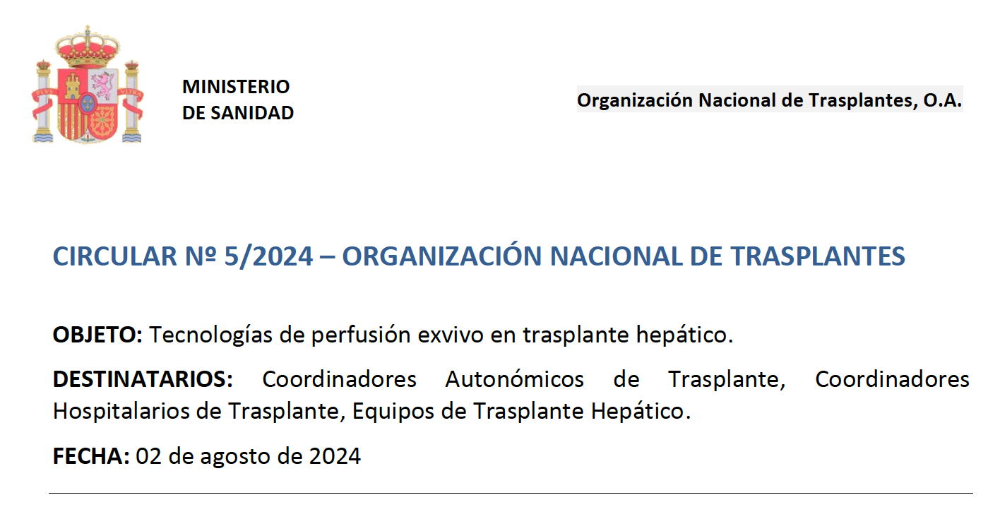 PLVS VLTRA
MINISTERIO
DE SANIDAD
Organización Nacional de Trasplantes, O.A.
CIRCULAR Nº 5/2024 – ORGANIZACIÓN NACIONAL DE TRASPLANTES
OBJETO: Tecnologías de perfusión exvivo en trasplante hepático.
DESTINATARIOS: Coordinadores Autonómicos de Trasplante, Coordinadores
Hospitalarios de Trasplante, Equipos de Trasplante Hepático.
FECHA: 02 de agosto de 2024